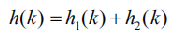 h(k) = h₁(k) + h₂(k)